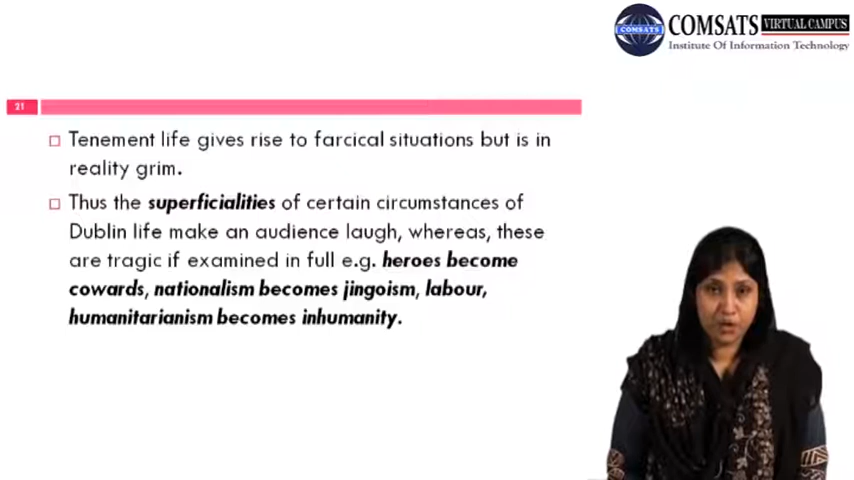 COMSATS VIRTUAL CAMPUS
COMSATS
Institute Of Information Technology
21
Tenement life gives rise to farcical situations but is in
reality grim.
Thus the superficialities of certain circumstances of
Dublin life make an audience laugh, whereas, these
are tragic if examined in full e.g. heroes become
cowards, nationalism becomes jingoism, labour,
humanitarianism becomes inhumanity.